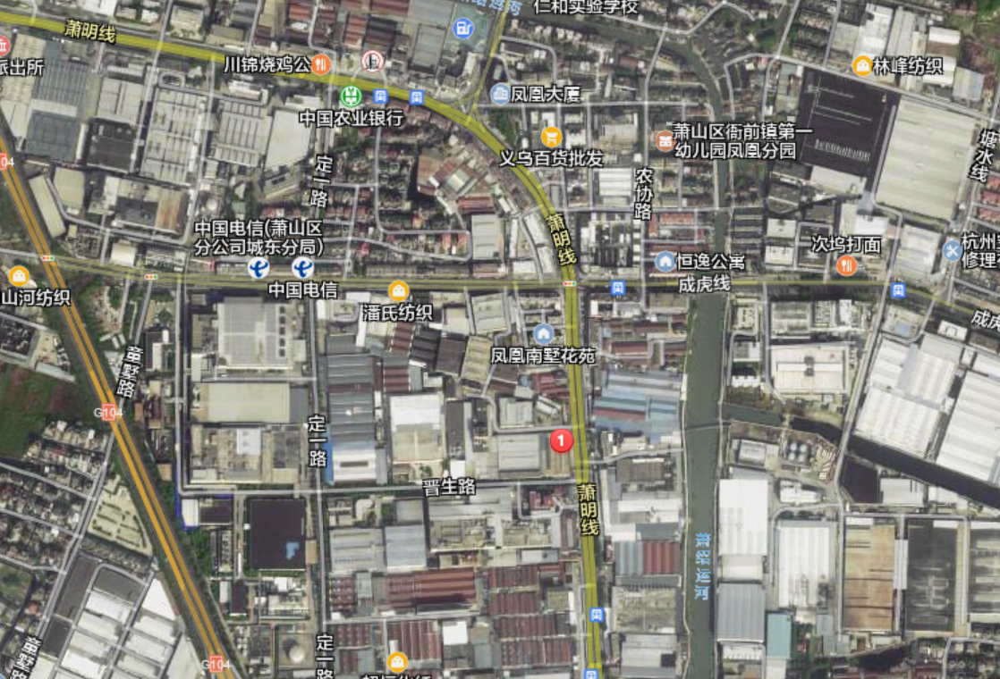 仁和实验学校
萧明线
派出所
川锦烧鸡公
林峰纺织
凤凰大厦
中国农业银行
萧山区衙前镇第一
幼儿园凤凰分园
义乌百货批发
塘水线
04
定一路
农协路
萧明线
中国电信(萧山区
分公司城东分局)
次坞打面
杭州
修理
恒逸公寓
山河纺织
中国电信
成虎线
潘氏纺织
成虎
凤凰南墅花苑
童墅路
G104
定一路
1
晋生路
萧明线
萧绍运河
定一路
童墅路
G104